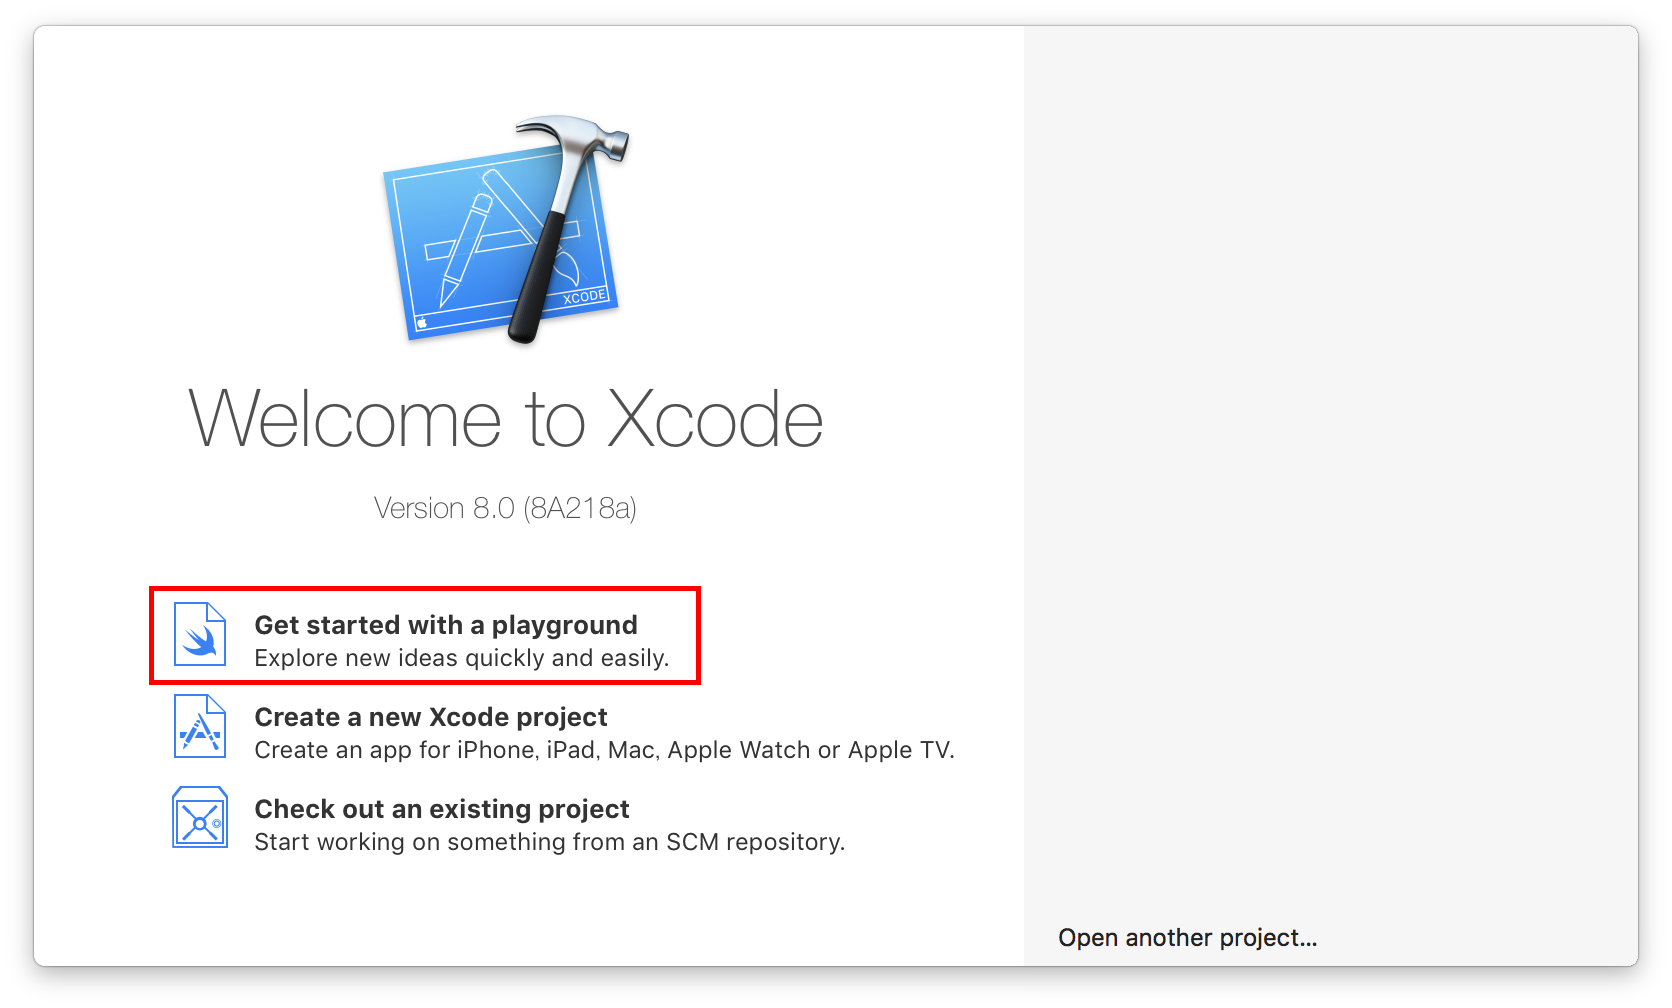 XCODE
Welcome to Xcode
Version 8.0 (8A218a)
Get started with a playground
Explore new ideas quickly and easily.
Create a new Xcode project
Create an app for iPhone, iPad, Mac, Apple Watch or Apple TV.
Check out an existing project
Start working on something from an SCM repository.
Open another project...